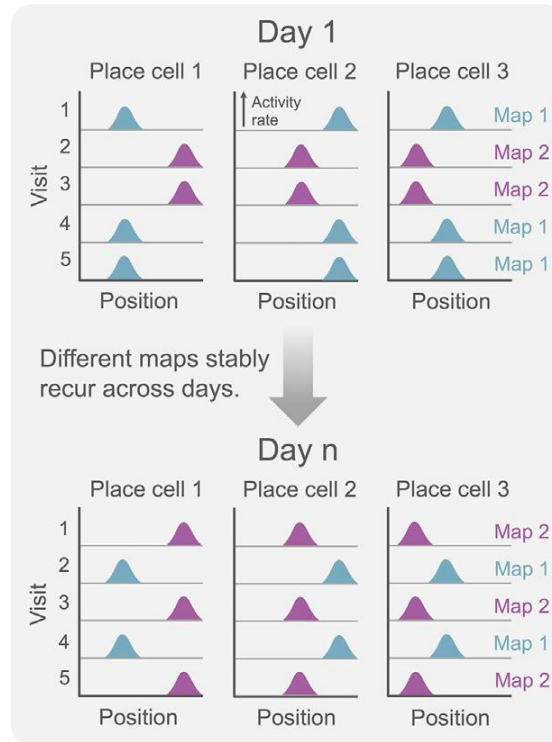 Day 1
Place cell 1 Place cell 2 Place cell 3
Activity
rate
Visit
1 Map 1
2 Map 2
3 Map 2
4 Map 1
5 Map 1
Position Position Position
Different maps stably
recur across days.
Day n
Place cell 1 Place cell 2 Place cell 3
Visit
1 Map 2
2 Map 1
3 Map 2
4 Map 1
5 Map 2
Position Position Position